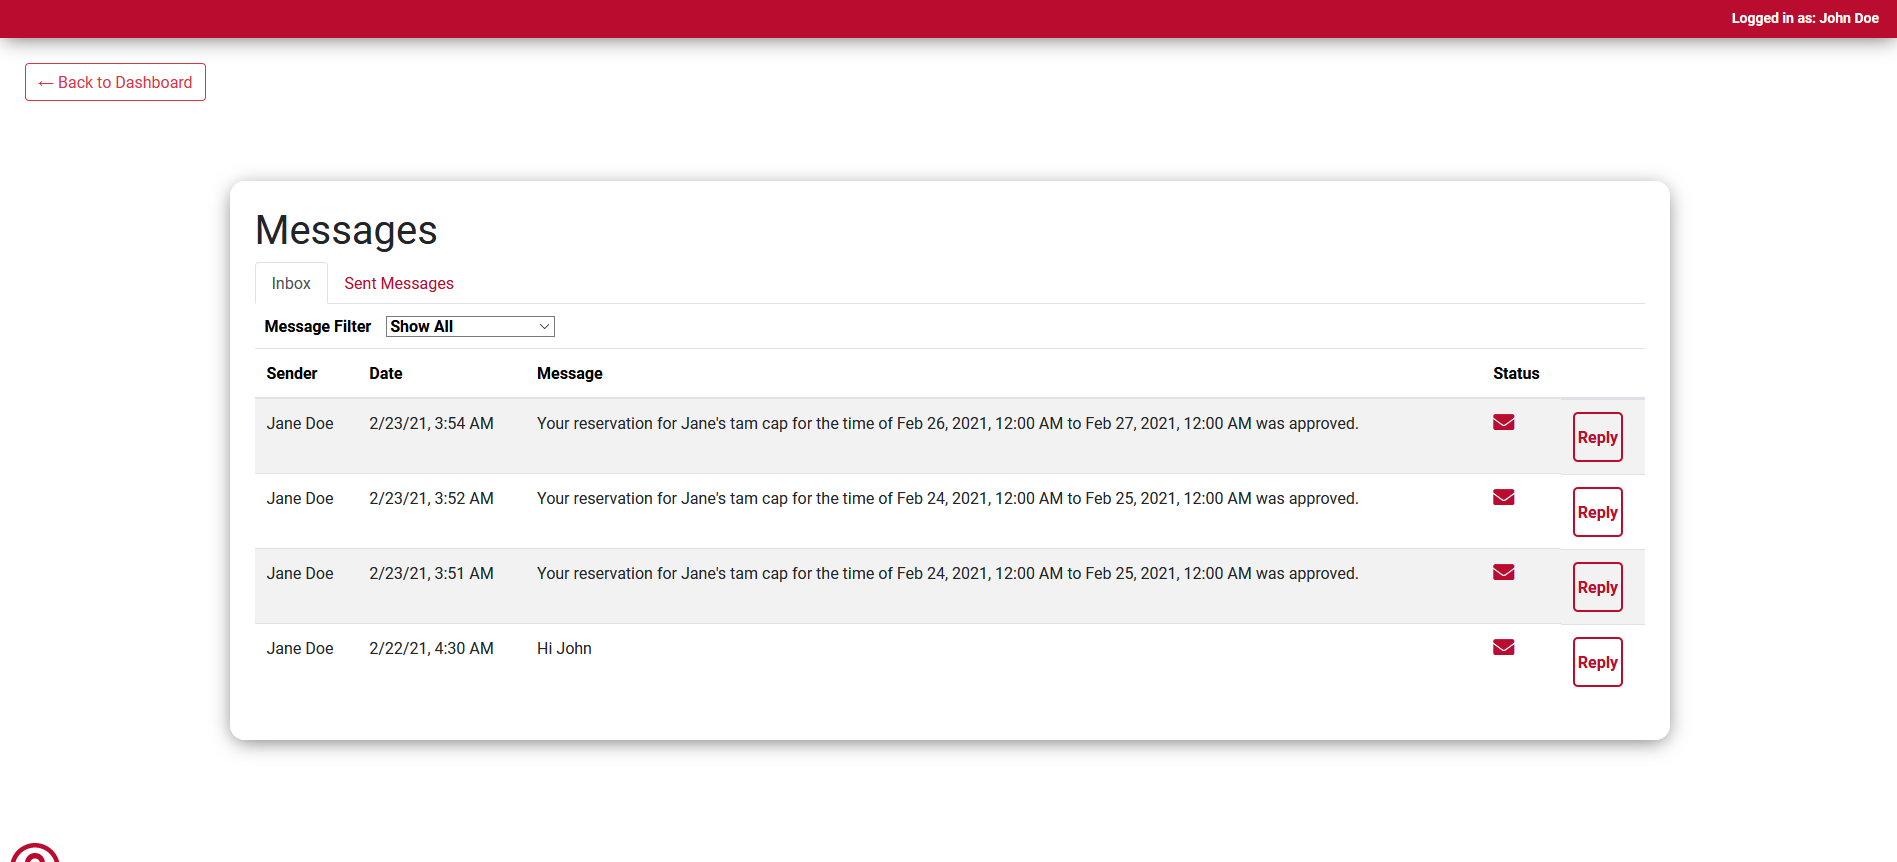 Logged in as: John Doe
← Back to Dashboard
Messages
Inbox Sent Messages
Message Filter Show All
Sender Date Message Status
Jane Doe 2/23/21, 3:54 AM Your reservation for Jane's tam cap for the time of Feb 26, 2021, 12:00 AM to Feb 27, 2021, 12:00 AM was approved. Reply
Jane Doe 2/23/21, 3:52 AM Your reservation for Jane's tam cap for the time of Feb 24, 2021, 12:00 AM to Feb 25, 2021, 12:00 AM was approved. Reply
Jane Doe 2/23/21, 3:51 AM Your reservation for Jane's tam cap for the time of Feb 24, 2021, 12:00 AM to Feb 25, 2021, 12:00 AM was approved. Reply
Jane Doe 2/22/21, 4:30 AM Hi John Reply